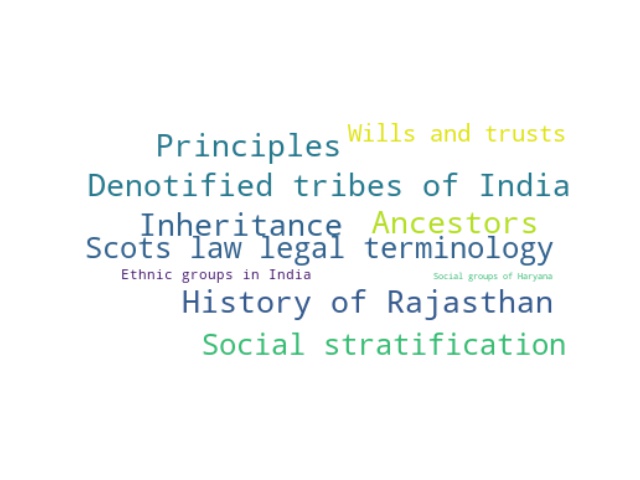 Wills and trusts
Principles
Denotified tribes of India
Inheritance Ancestors
Scots law legal terminology
Ethnic groups in India Social groups of Haryana
History of Rajasthan
Social stratification